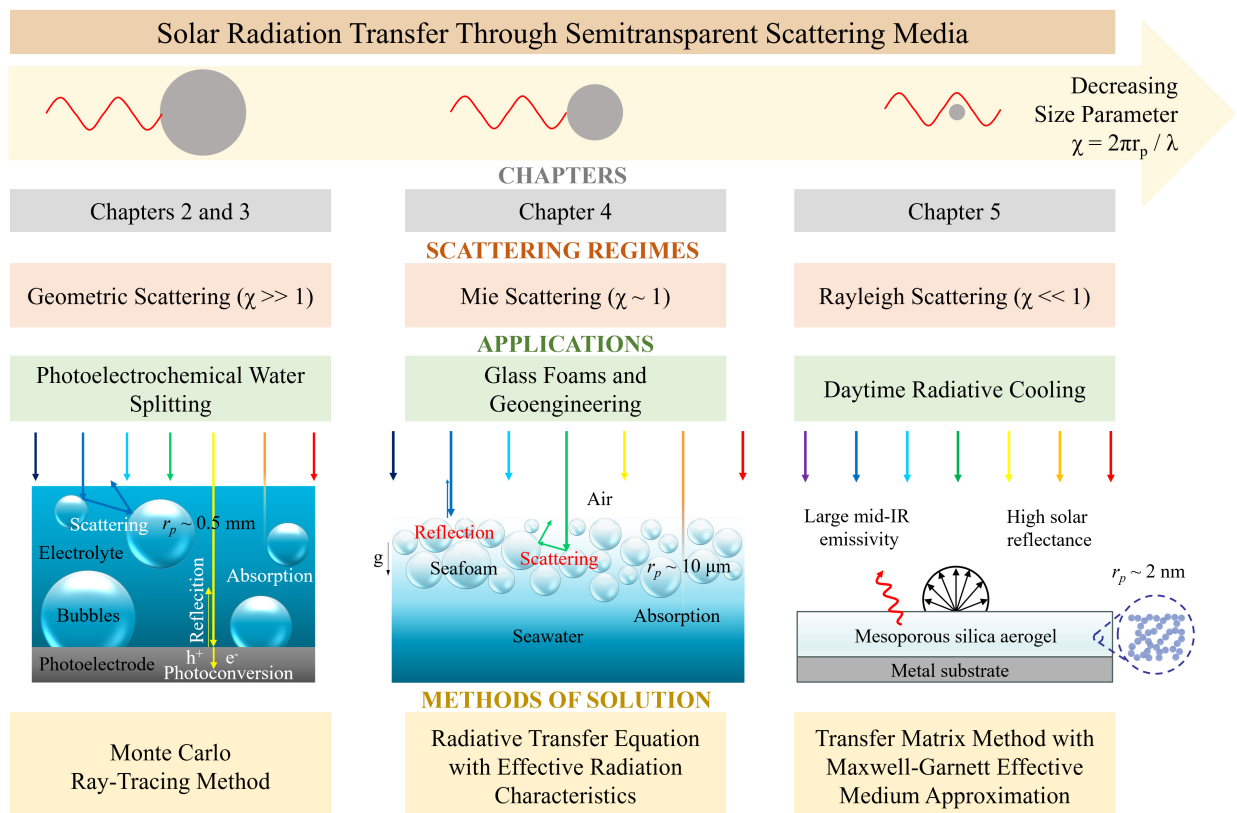 Solar Radiation Transfer Through Semitransparent Scattering Media
Decreasing
Size Parameter
χ = 2πrₚ / λ
CHAPTERS
Chapters 2 and 3
Chapter 4
Chapter 5
SCATTERING REGIMES
Geometric Scattering (χ >> 1)
Mie Scattering (χ ~ 1)
Rayleigh Scattering (χ << 1)
APPLICATIONS
Photoelectrochemical Water
Splitting
Glass Foams and
Geoengineering
Daytime Radiative Cooling
Scattering
rₚ ~ 0.5 mm
Electrolyte
Absorption
Bubbles
Reflecition
Photoelectrode
h⁺ e⁻
Photoconversion
Air
Reflection
Scattering
g
Seafoam
rₚ ~ 10 μm
Absorption
Seawater
Large mid-IR
emissivity
High solar
reflectance
rₚ ~ 2 nm
Mesoporous silica aerogel
Metal substrate
METHODS OF SOLUTION
Monte Carlo
Ray-Tracing Method
Radiative Transfer Equation
with Effective Radiation
Characteristics
Transfer Matrix Method with
Maxwell-Garnett Effective
Medium Approximation